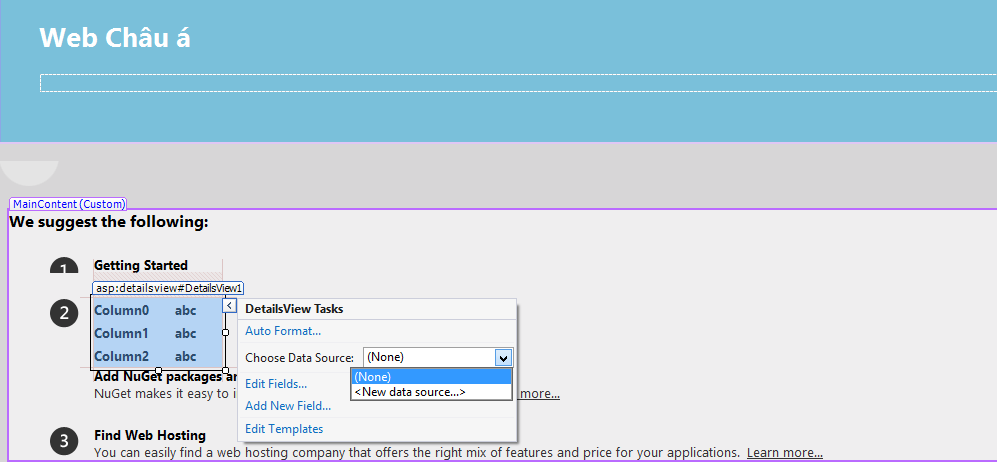 Web Châu á
MainContent (Custom)
We suggest the following:
1
Getting Started
asp:detailsview#DetailsView1
2
Column0 abc
Column1 abc
Column2 abc
<
DetailsView Tasks
Auto Format...
Choose Data Source: (None)
(None)
<New data source...>
Edit Fields...
Add New Field...
Edit Templates
Add NuGet packages
NuGet makes it easy to more...
3
Find Web Hosting
You can easily find a web hosting company that offers the right mix of features and price for your applications. Learn more...